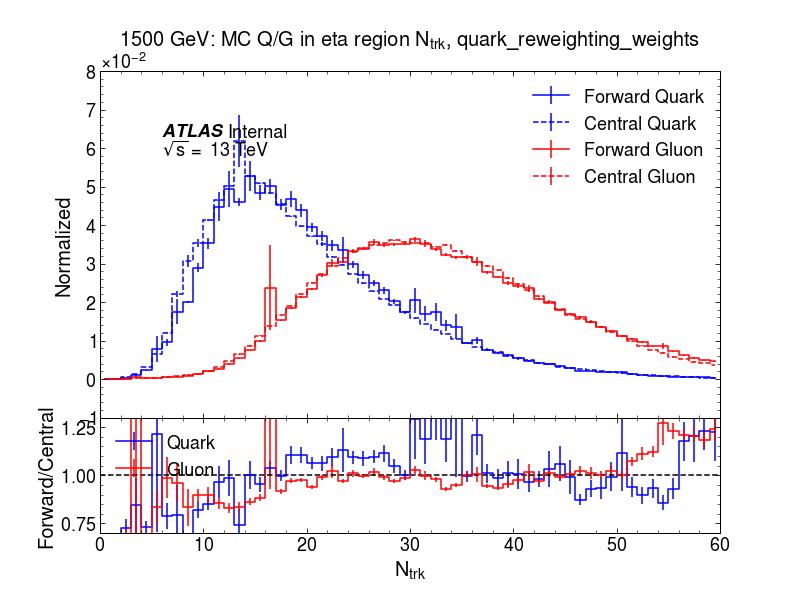 1500 GeV: MC Q/G in eta region N_trk, quark_reweighting_weights
×10⁻²
8
7
6
5
4
3
2
1
0
1
Normalized
ATLAS Internal
√s = 13 TeV
Forward Quark
Central Quark
Forward Gluon
Central Gluon
Forward/Central
1.25
1.00
0.75
Quark
Gluon
0 10 20 30 40 50 60
N_trk